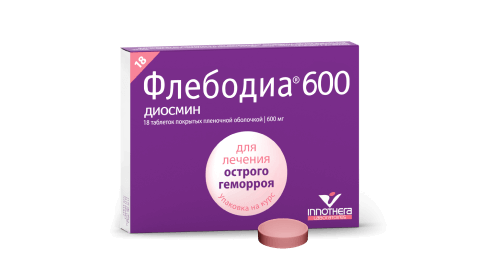 18
Флебодиа® 600
ДИОСМИН
18 таблеток покрытых пленочной оболочкой | 600 мг
для
лечения
острого
геморроя
упаковка на курс
INNOTHERA
LABORATOIRES